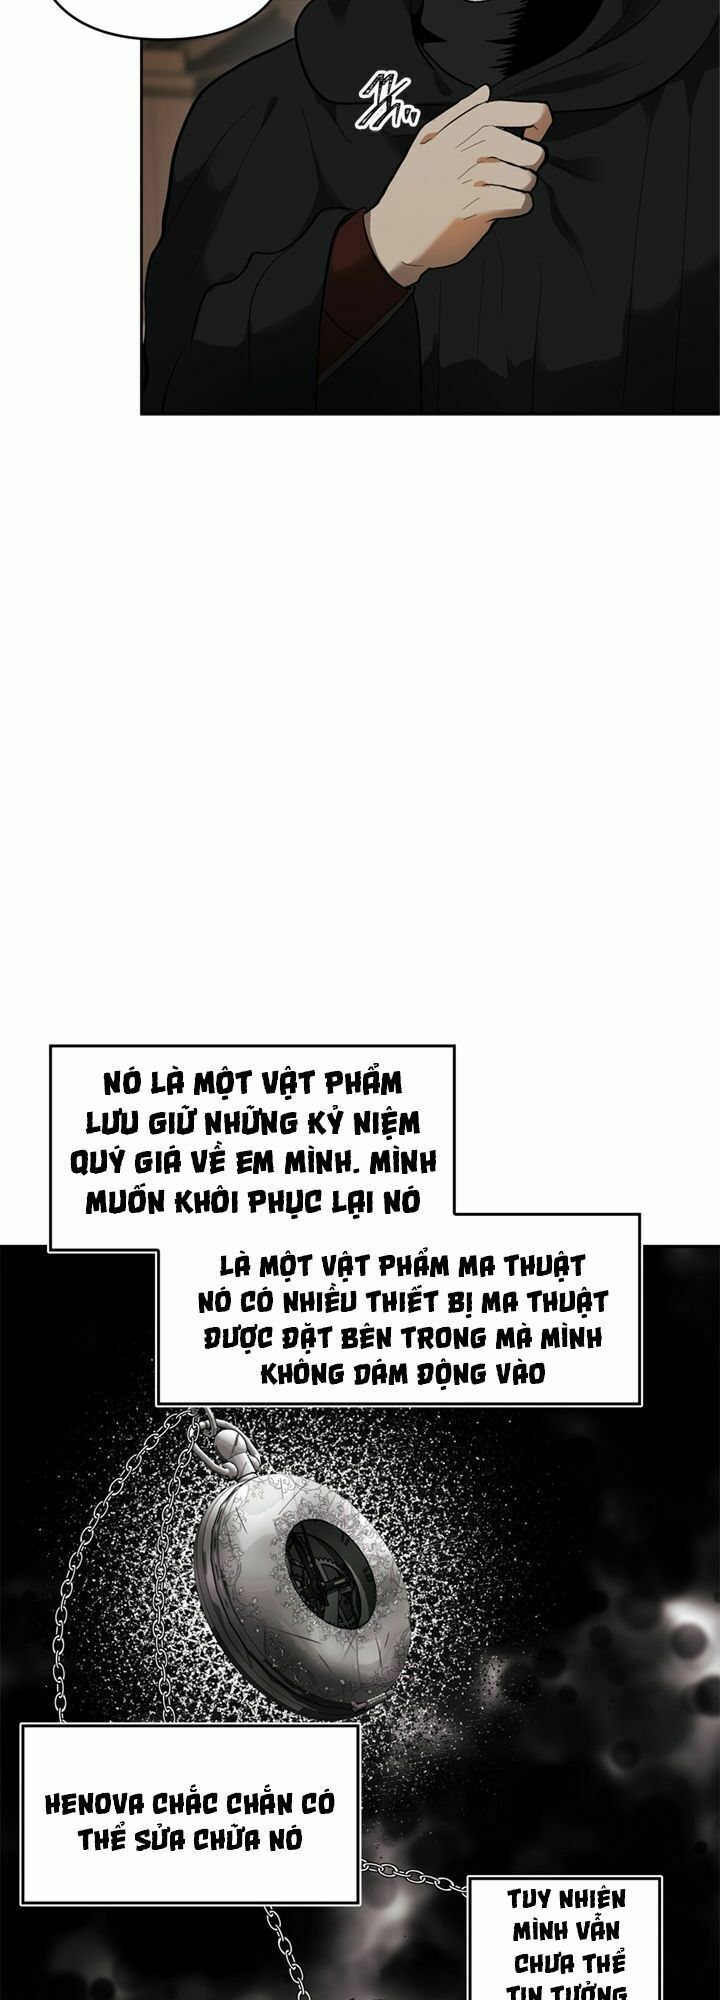 NÓ LÀ MỘT VẬT PHẨM
LƯU GIỮ NHỮNG KỶ NIỆM
QUÝ GIÁ VỀ EM MÌNH. MÌNH
MUỐN KHÔI PHỤC LẠI NÓ
LÀ MỘT VẬT PHẨM MA THUẬT
NÓ CÓ NHIỀU THIẾT BỊ MA THUẬT
ĐƯỢC ĐẶT BÊN TRONG MÀ MÌNH
KHÔNG DÁM ĐỘNG VÀO
HENOVA CHẮC CHẮN CÓ
THỂ SỬA CHỮA NÓ
TUY NHIÊN
MÌNH VẪN
CHƯA THỂ
TIN TƯỞNG